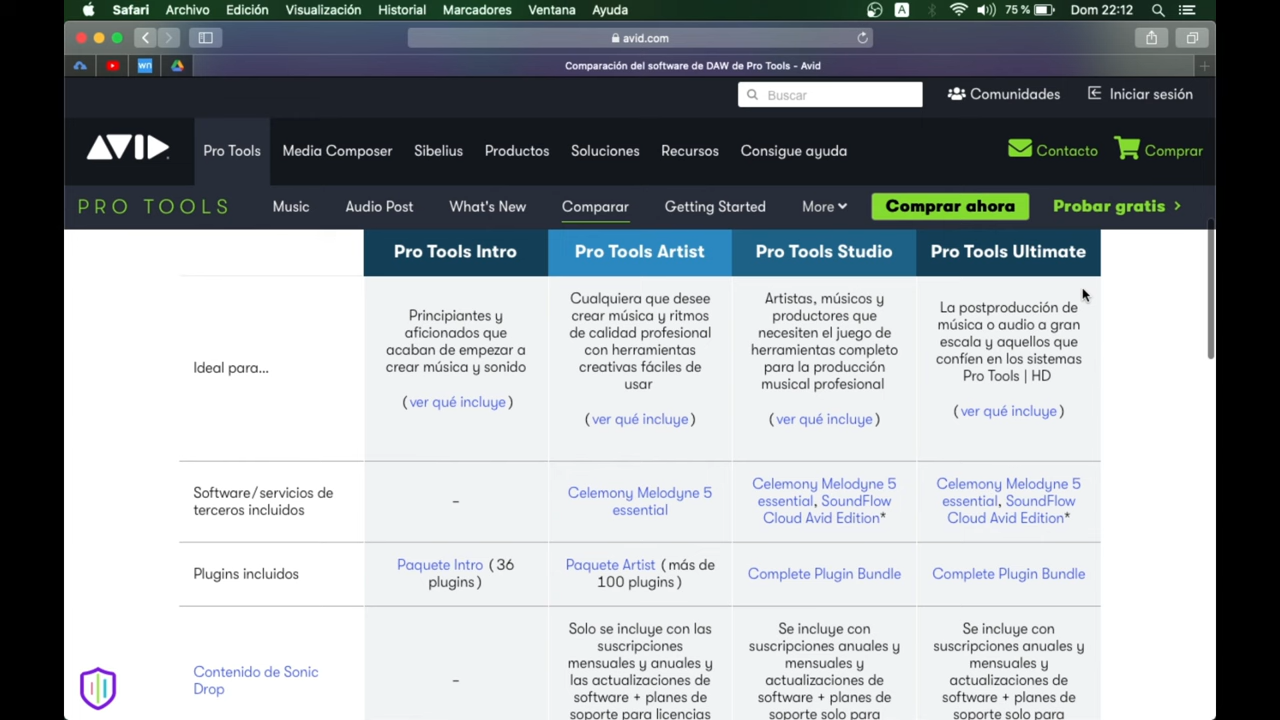 Safari Archivo Edición Visualización Historial Marcadores Ventana Ayuda A 75 % Dom 22:12
avid.com
wn Comparación del software de DAW de Pro Tools - Avid
Buscar Comunidades Iniciar sesión
AVID Pro Tools Media Composer Sibelius Productos Soluciones Recursos Consigue ayuda Contacto Comprar
PRO TOOLS Music Audio Post What's New Comparar Getting Started More Comprar ahora Probar gratis >
Pro Tools Intro Pro Tools Artist Pro Tools Studio Pro Tools Ultimate
Ideal para...
Principiantes y
aficionados que
acaban de empezar a
crear música y sonido
(ver qué incluye)
Cualquiera que desee
crear música y ritmos
de calidad profesional
con herramientas
creativas fáciles de
usar
(ver qué incluye)
Artistas, músicos y
productores que
necesiten el juego de
herramientas completo
para la producción
musical profesional
(ver qué incluye)
La postproducción de
música o audio a gran
escala y aquellos que
confíen en los sistemas
Pro Tools | HD
(ver qué incluye)
Software/servicios de
terceros incluidos
–
Celemony Melodyne 5
essential
Celemony Melodyne 5
essential, SoundFlow
Cloud Avid Edition*
Celemony Melodyne 5
essential, SoundFlow
Cloud Avid Edition*
Plugins incluidos
Paquete Intro (36
plugins)
Paquete Artist (más de
100 plugins)
Complete Plugin Bundle
Complete Plugin Bundle
Contenido de Sonic
Drop
–
Solo se incluye con las
suscripciones
mensuales y anuales y
las actualizaciones de
software + planes de
soporte para licencias
Se incluye con
suscripciones anuales y
mensuales y
actualizaciones de
software + planes de
soporte solo para
Se incluye con
suscripciones anuales y
mensuales y
actualizaciones de
software + planes de
soporte solo para